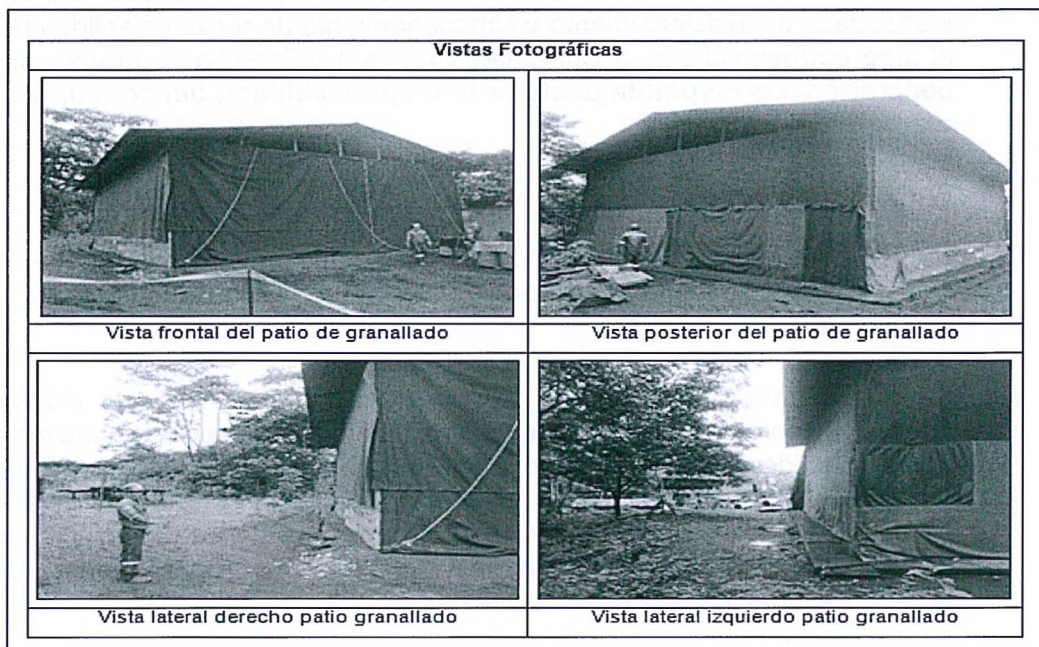 Vistas Fotográficas
Vista frontal del patio de granallado
Vista posterior del patio de granallado
Vista lateral derecho patio granallado
Vista lateral izquierdo patio granallado